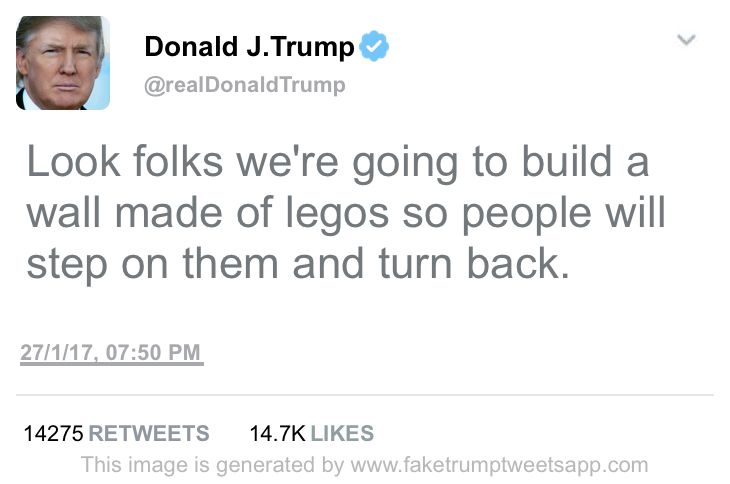 Donald J.Trump
@realDonaldTrump
Look folks we're going to build a
wall made of legos so people will
step on them and turn back.
27/1/17, 07:50 PM
14275 RETWEETS 14.7K LIKES
This image is generated by www.faketrumptweetsapp.com